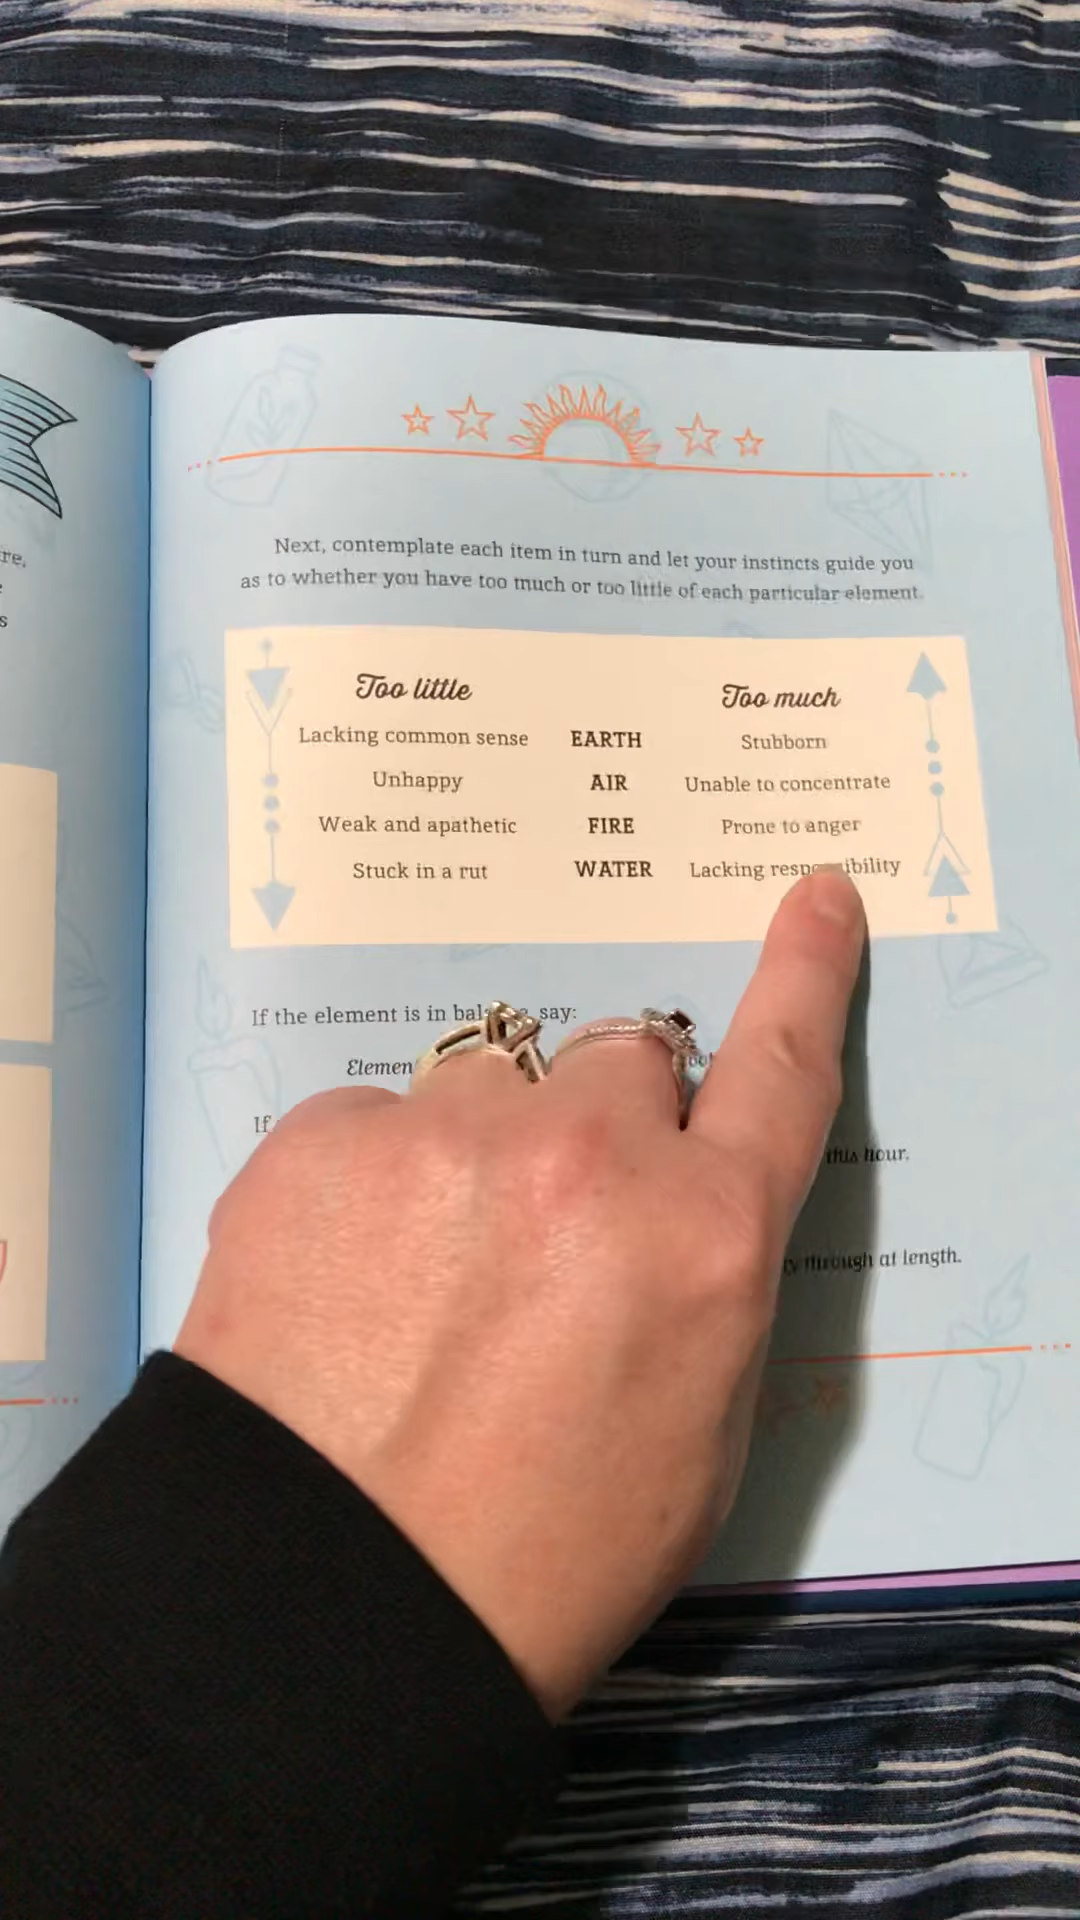 re,
s
Next, contemplate each item in turn and let your instincts guide you
as to whether you have too much or too little of each particular element.
Too little Too much
Lacking common sense EARTH Stubborn
Unhappy AIR Unable to concentrate
Weak and apathetic FIRE Prone to anger
Stuck in a rut WATER Lacking
If the element is in say:
If
this hour.
through at length.